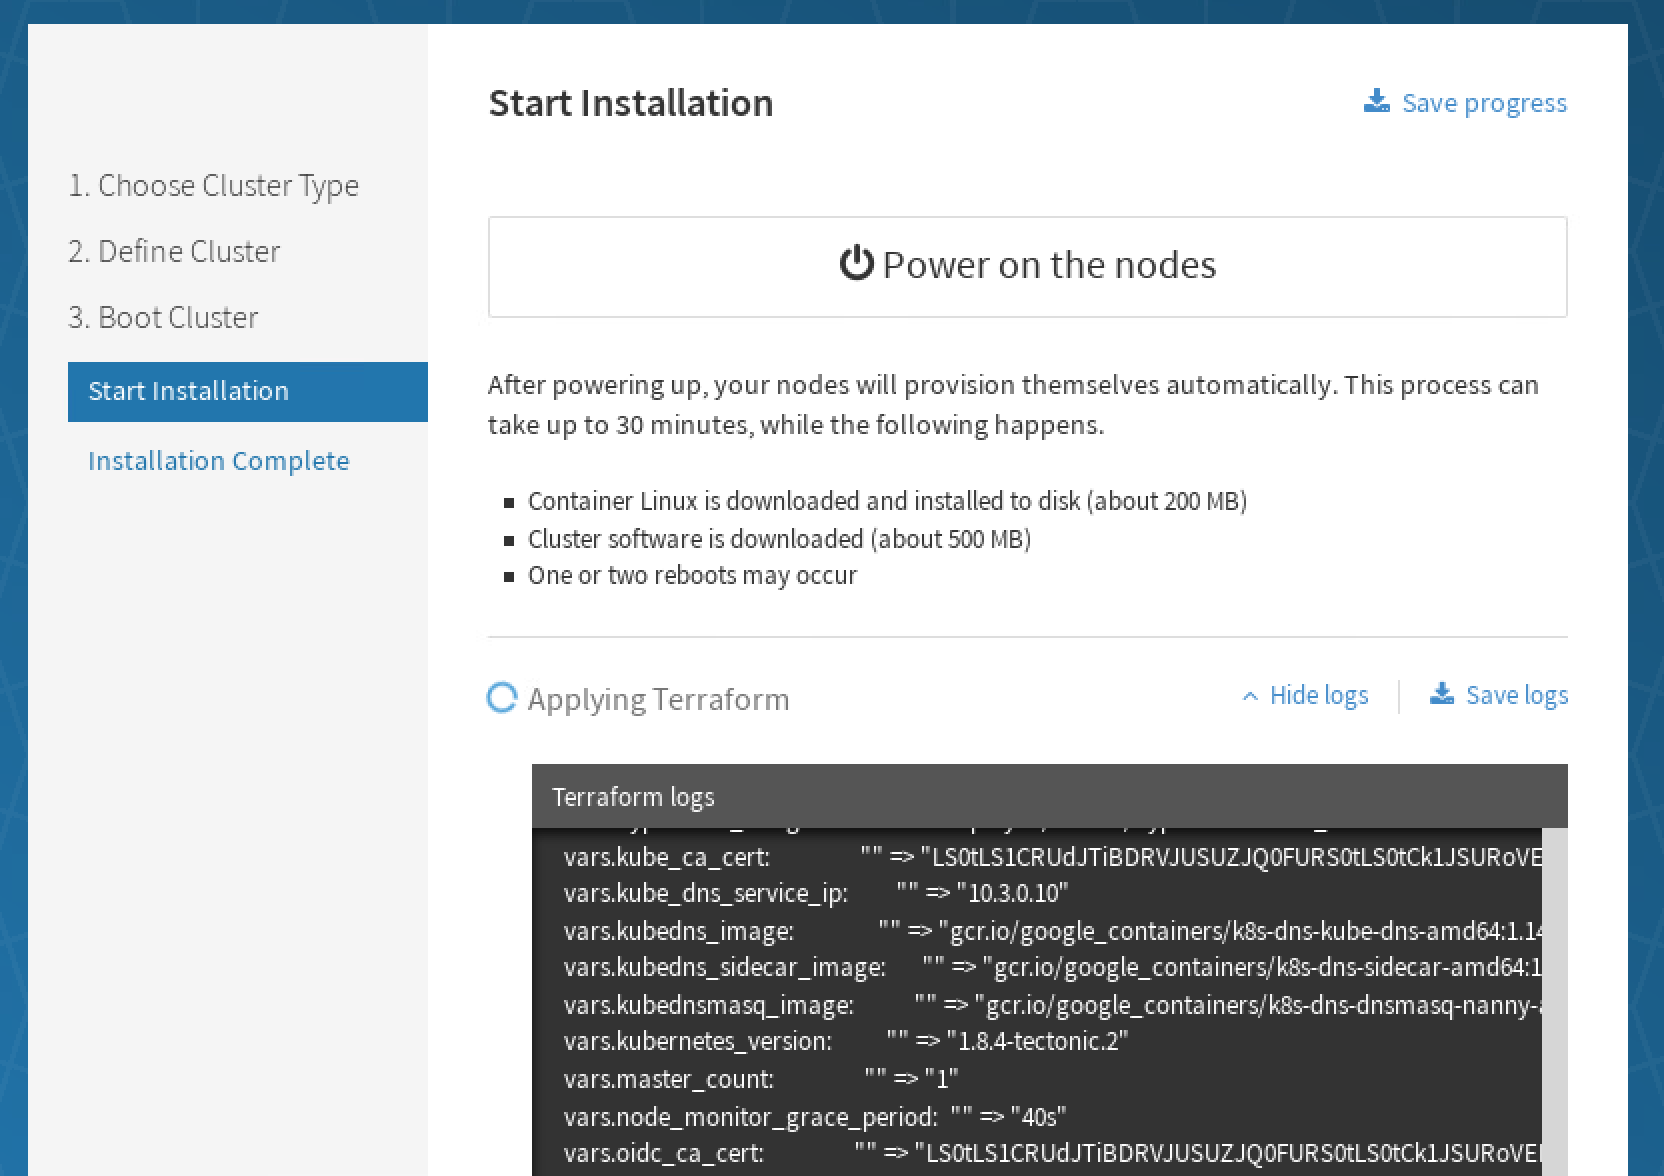 Start Installation
Save progress
1. Choose Cluster Type
2. Define Cluster
3. Boot Cluster
Start Installation
Installation Complete
Power on the nodes
After powering up, your nodes will provision themselves automatically. This process can
take up to 30 minutes, while the following happens.
Container Linux is downloaded and installed to disk (about 200 MB)
Cluster software is downloaded (about 500 MB)
One or two reboots may occur
Applying Terraform
Hide logs
Save logs
Terraform logs
vars.kube_ca_cert: "" => "LS0tLS1CRUdJTiBDRVJUSUZJQ0FURS0tLS0tCk1JSURoVE
vars.kube_dns_service_ip: "" => "10.3.0.10"
vars.kubedns_image: "" => "gcr.io/google_containers/k8s-dns-kube-dns-amd64:1.14
vars.kubedns_sidecar_image: "" => "gcr.io/google_containers/k8s-dns-sidecar-amd64:1
vars.kubednsmasq_image: "" => "gcr.io/google_containers/k8s-dns-dnsmasq-nanny-a
vars.kubernetes_version: "" => "1.8.4-tectonic.2"
vars.master_count: "" => "1"
vars.node_monitor_grace_period: "" => "40s"
vars.oidc_ca_cert: "" => "LS0tLS1CRUdJTiBDRVJUSUZJQ0FURS0tLS0tCk1JSURoVE